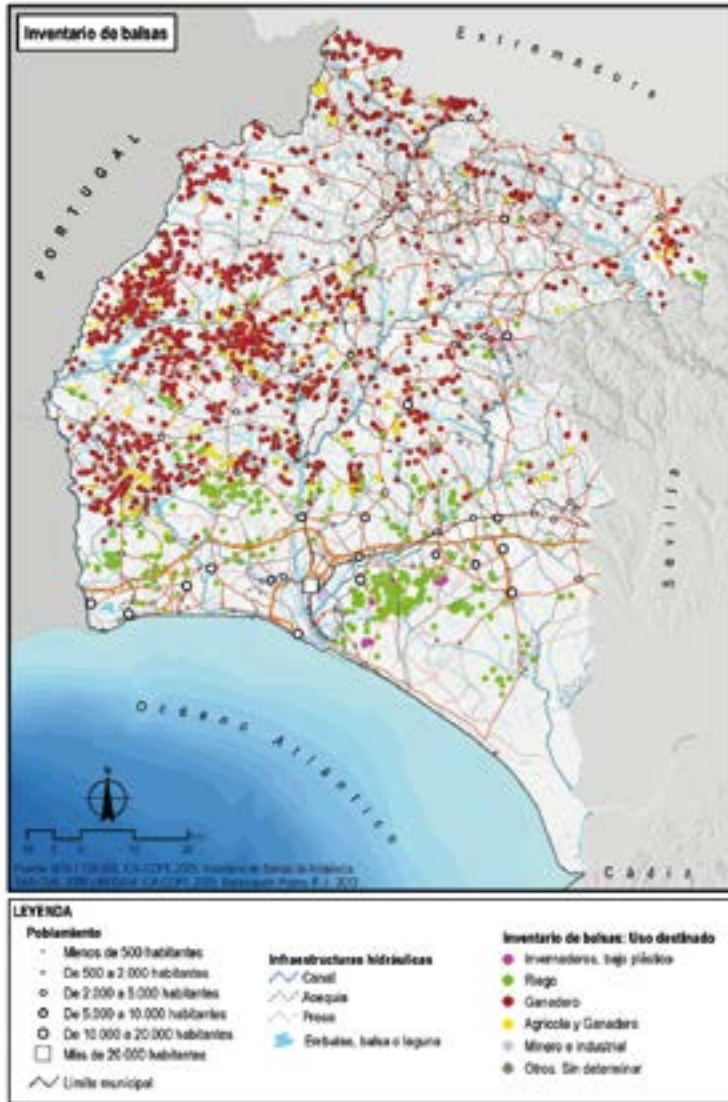 Inventario de balsas
Extremadura
PORTUGAL
Sevilla
Océano Atlántico
Cádiz
LEYENDA
Poblamiento
Menos de 500 habitantes
De 500 a 2.000 habitantes
De 2.000 a 5.000 habitantes
De 5.000 a 10.000 habitantes
De 10.000 a 20.000 habitantes
Más de 20.000 habitantes
Límite municipal
Infraestructuras hidráulicas
Canal
Acequia
Presa
Embalse, balsa o laguna
Inventario de balsas: Uso destinado
Invernaderos, bajo plástico
Riego
Ganadero
Agrícola y Ganadero
Minero e industrial
Otros. Sin determinar